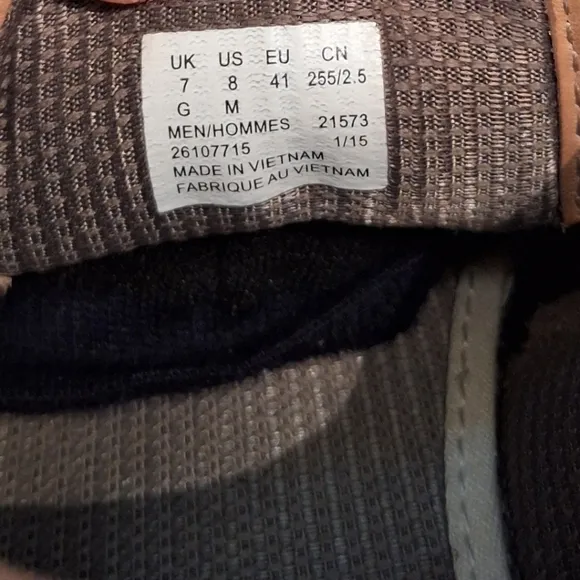 UK US EU CN
7 8 41 255/2.5
G M
MEN/HOMMES 21573
26107715 1/15
MADE IN VIETNAM
FABRIQUE AU VIETNAM